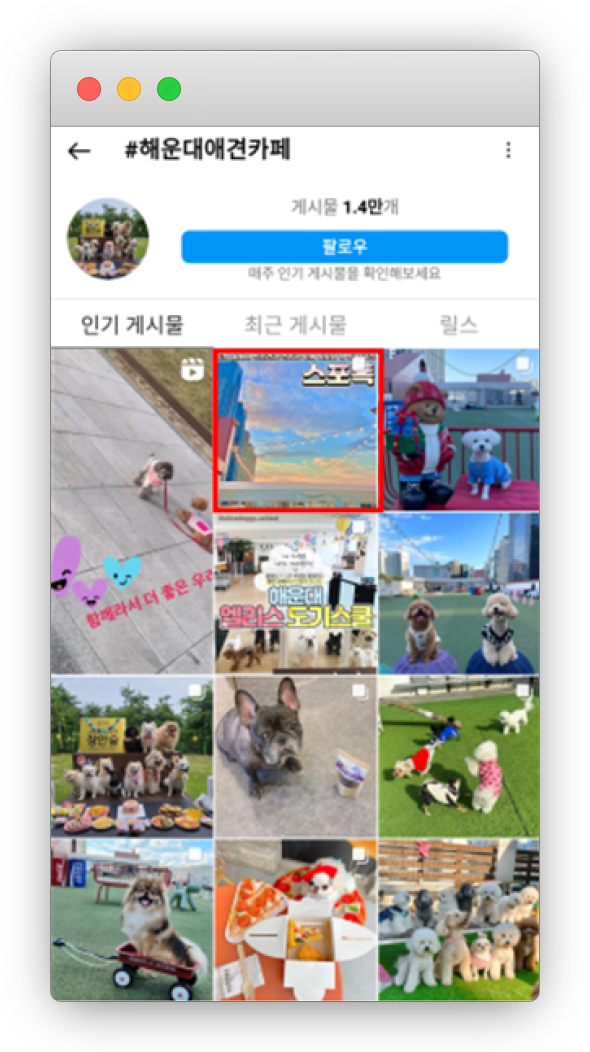 #해운대애견카페
게시물 1.4만개
팔로우
매주 인기 게시물을 확인해보세요
인기 게시물
최근 게시물
릴스
스포츠
함께라서 더 좋은 우리
해운대
엘리스 도기스쿨